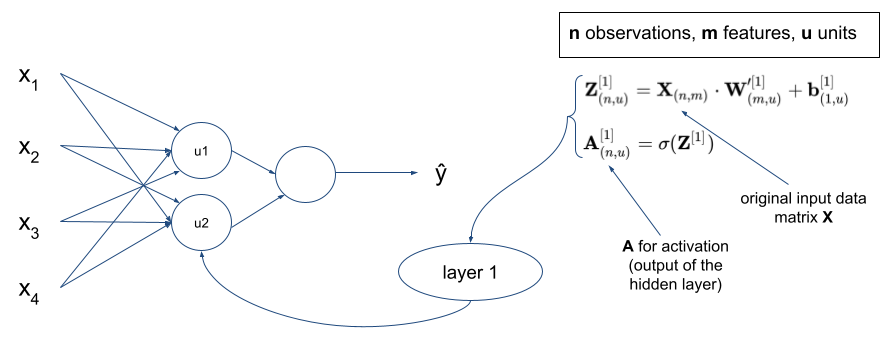 n observations, m features, u units
x₁
x₂
x₃
x₄
u1
u2
ŷ
Z^{[1]}_{(n,u)} = X_{(n,m)} · W'^{[1]}_{(m,u)} + b^{[1]}_{(1,u)}
A^{[1]}_{(n,u)} = σ(Z^{[1]})
original input data
matrix X
A for activation
(output of the
hidden layer)
layer 1